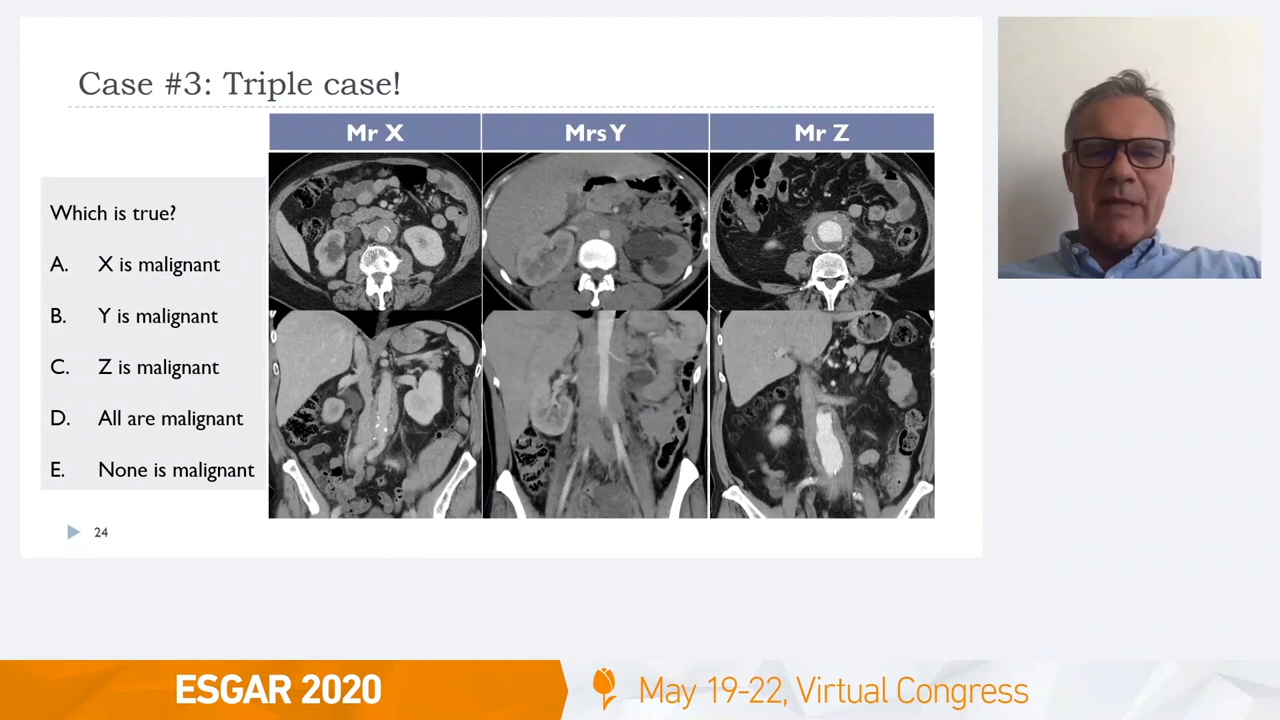 Case #3: Triple case!
Mr X
Mrs Y
Mr Z
Which is true?
A. X is malignant
B. Y is malignant
C. Z is malignant
D. All are malignant
E. None is malignant
24
ESGAR 2020
May 19-22, Virtual Congress